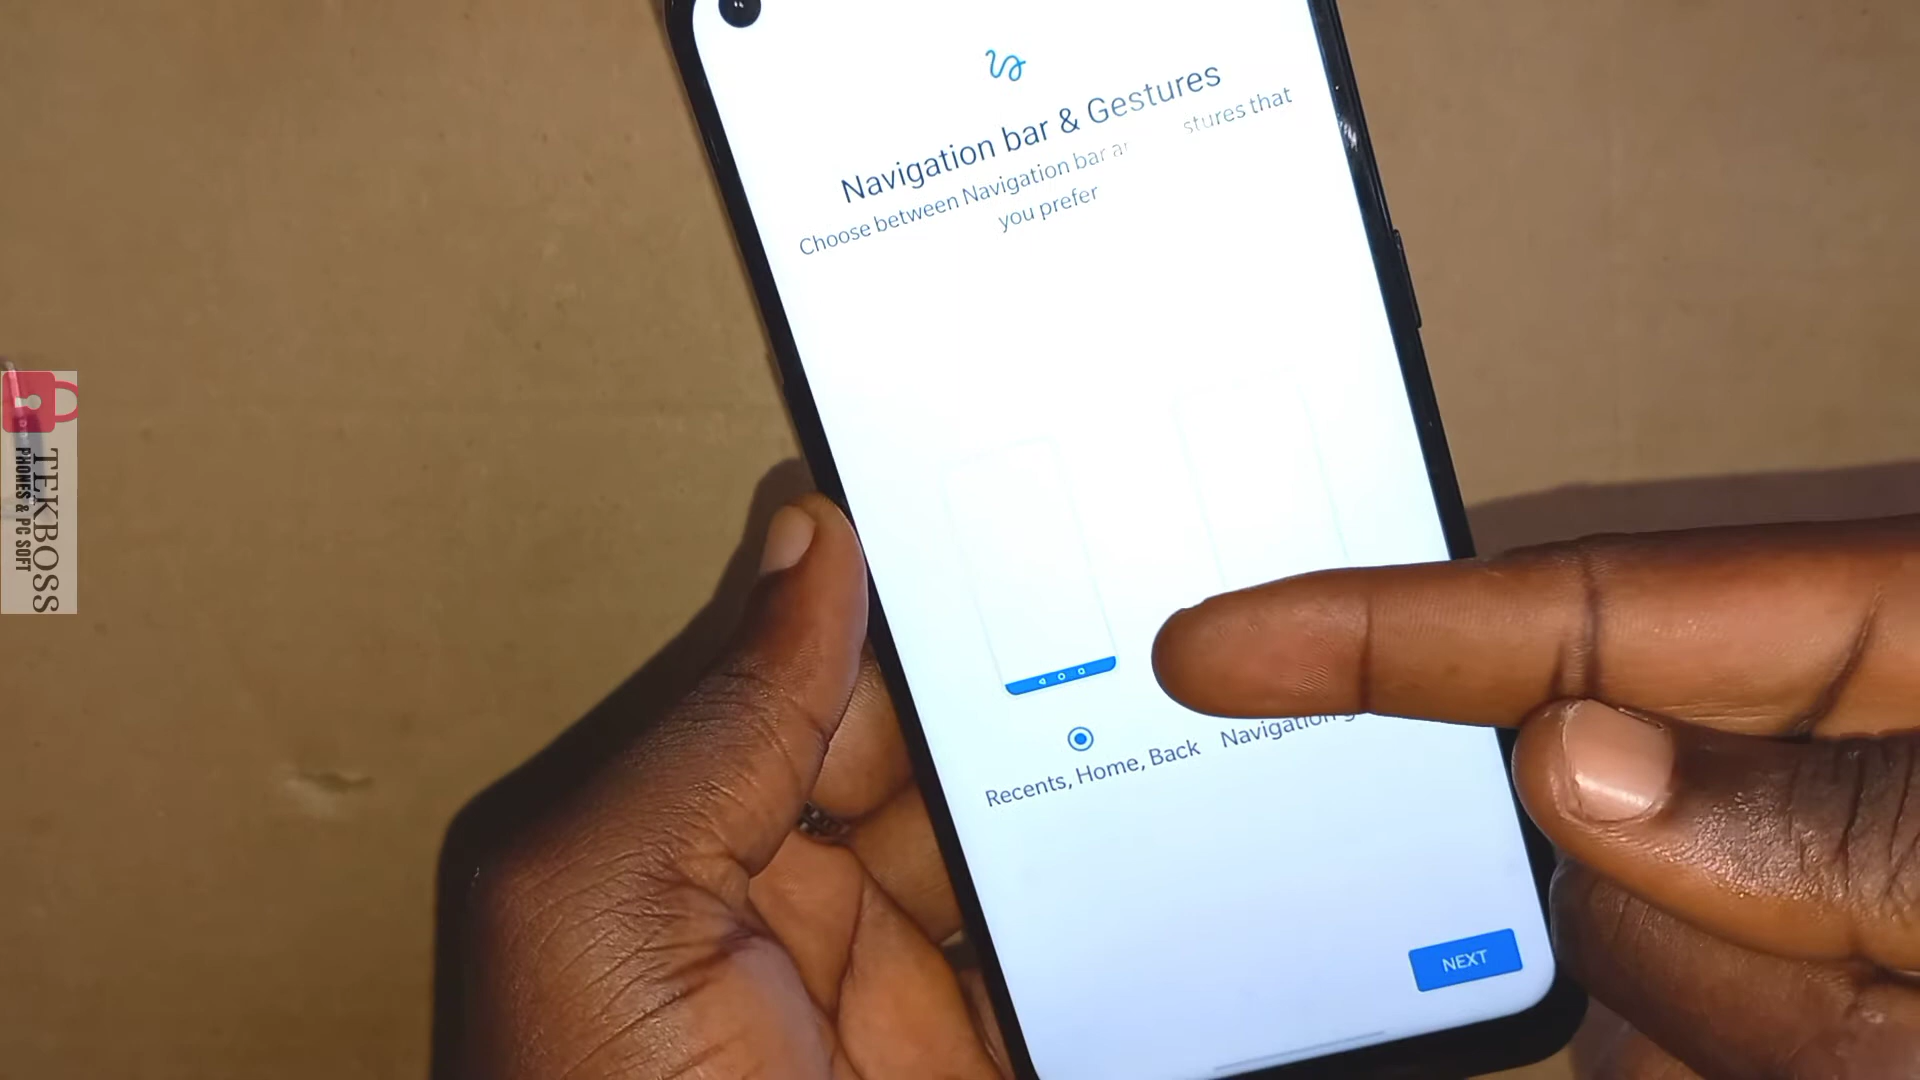 Navigation bar & Gestures
Choose between Navigation bar stures that
you prefer
Recents, Home, Back
Navigation
NEXT
TEKBOSS
PHONES & PC SOFT